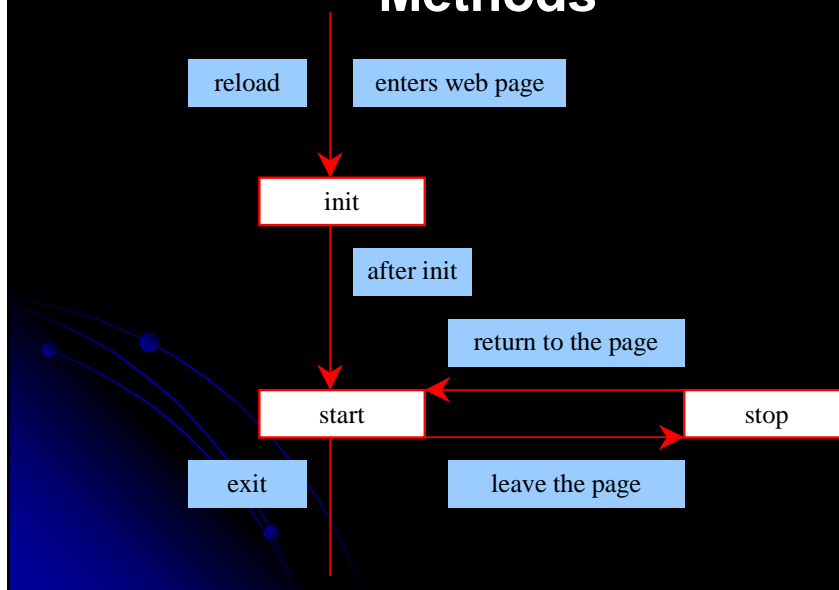 Methods
reload
enters web page
init
after init
return to the page
start
stop
exit
leave the page